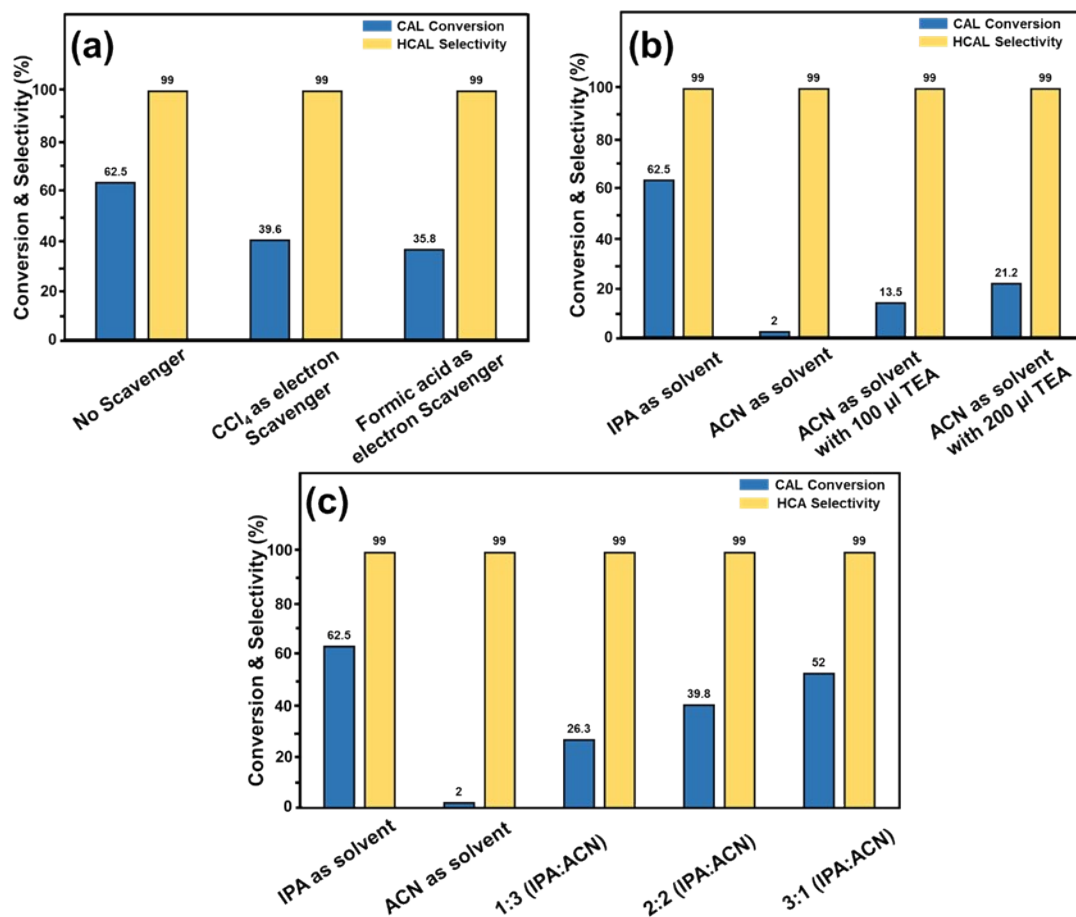 (a)
CAL Conversion
HCAL Selectivity
Conversion & Selectivity (%)
100
80
60
40
20
0
62.5
99
39.6
99
35.8
99
No Scavenger
CCl₄ as electron
Scavenger
Formic acid as
electron Scavenger
(b)
CAL Conversion
HCAL Selectivity
Conversion & Selectivity (%)
100
80
60
40
20
0
62.5
99
2
99
13.5
99
21.2
99
IPA as solvent
ACN as solvent
ACN as solvent
with 100 µl TEA
ACN as solvent
with 200 µl TEA
(c)
CAL Conversion
HCA Selectivity
Conversion & Selectivity (%)
100
80
60
40
20
0
62.5
99
2
99
26.3
99
39.8
99
52
99
IPA as solvent
ACN as solvent
1:3 (IPA:ACN)
2:2 (IPA:ACN)
3:1 (IPA:ACN)